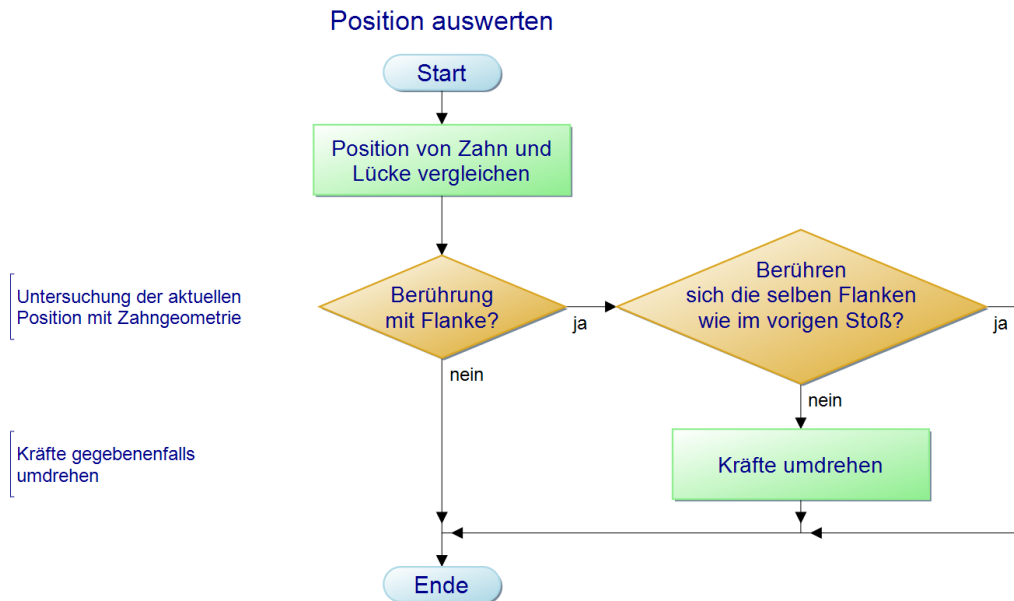 Position auswerten
Start
Position von Zahn und
Lücke vergleichen
Untersuchung der aktuellen
Position mit Zahngeometrie
Berührung
mit Flanke?
ja
nein
Berühren
sich die selben Flanken
wie im vorigen Stoß?
ja
nein
Kräfte gegebenenfalls
umdrehen
Kräfte umdrehen
Ende